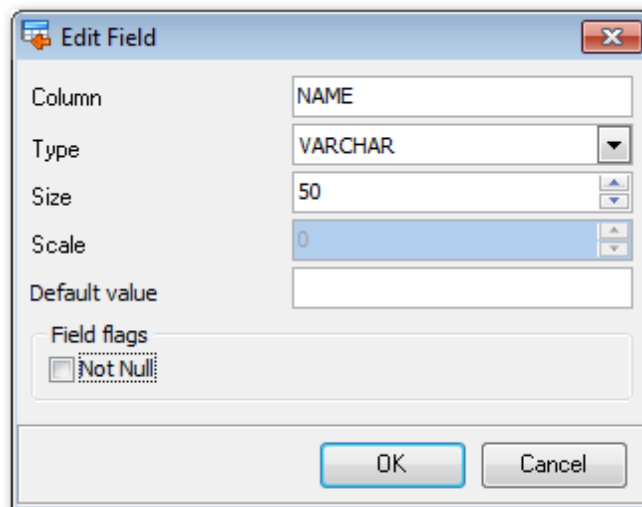 Edit Field
Column NAME
Type VARCHAR
Size 50
Scale 0
Default value
Field flags
Not Null
OK Cancel